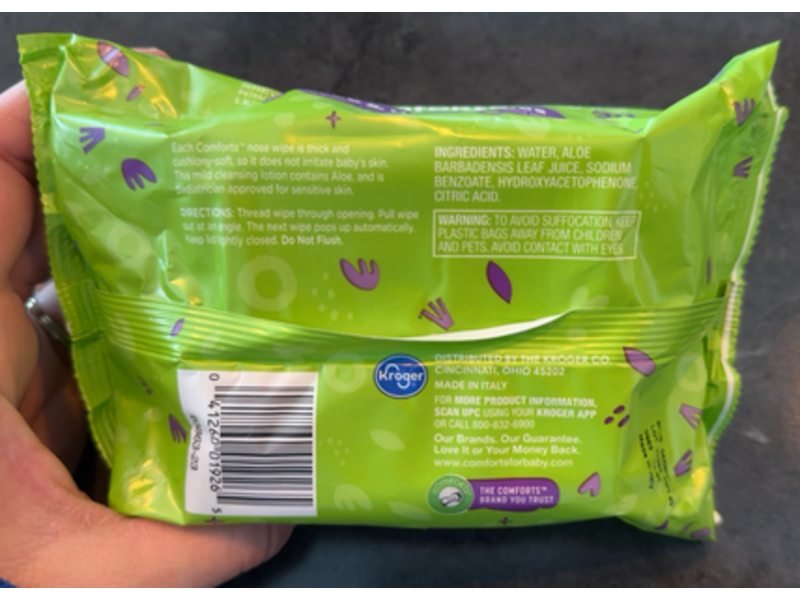 Each Comforts™ nose wipe is thick and
cushiony-soft, so it does not irritate baby's skin.
This mild cleansing lotion contains Aloe, and is
pediatrician approved for sensitive skin.
DIRECTIONS: Thread wipe through opening. Pull wipe
out at an angle. The next wipe pops up automatically.
Keep lid tightly closed. Do Not Flush.
INGREDIENTS: WATER, ALOE
BARBADENSIS LEAF JUICE, SODIUM
BENZOATE, HYDROXYACETOPHENONE,
CITRIC ACID.
WARNING: TO AVOID SUFFOCATION, KEEP
PLASTIC BAGS AWAY FROM CHILDREN
AND PETS. AVOID CONTACT WITH EYES.
Kroger
DISTRIBUTED BY THE KROGER CO.
CINCINNATI, OHIO 45202
MADE IN ITALY
FOR MORE PRODUCT INFORMATION,
SCAN UPC USING YOUR KROGER APP
OR CALL 800-632-6900
Our Brands. Our Guarantee.
Love It or Your Money Back.
www.comfortsforbaby.com
THE COMFORTS™
BRAND YOU TRUST
0 41260 01926 5